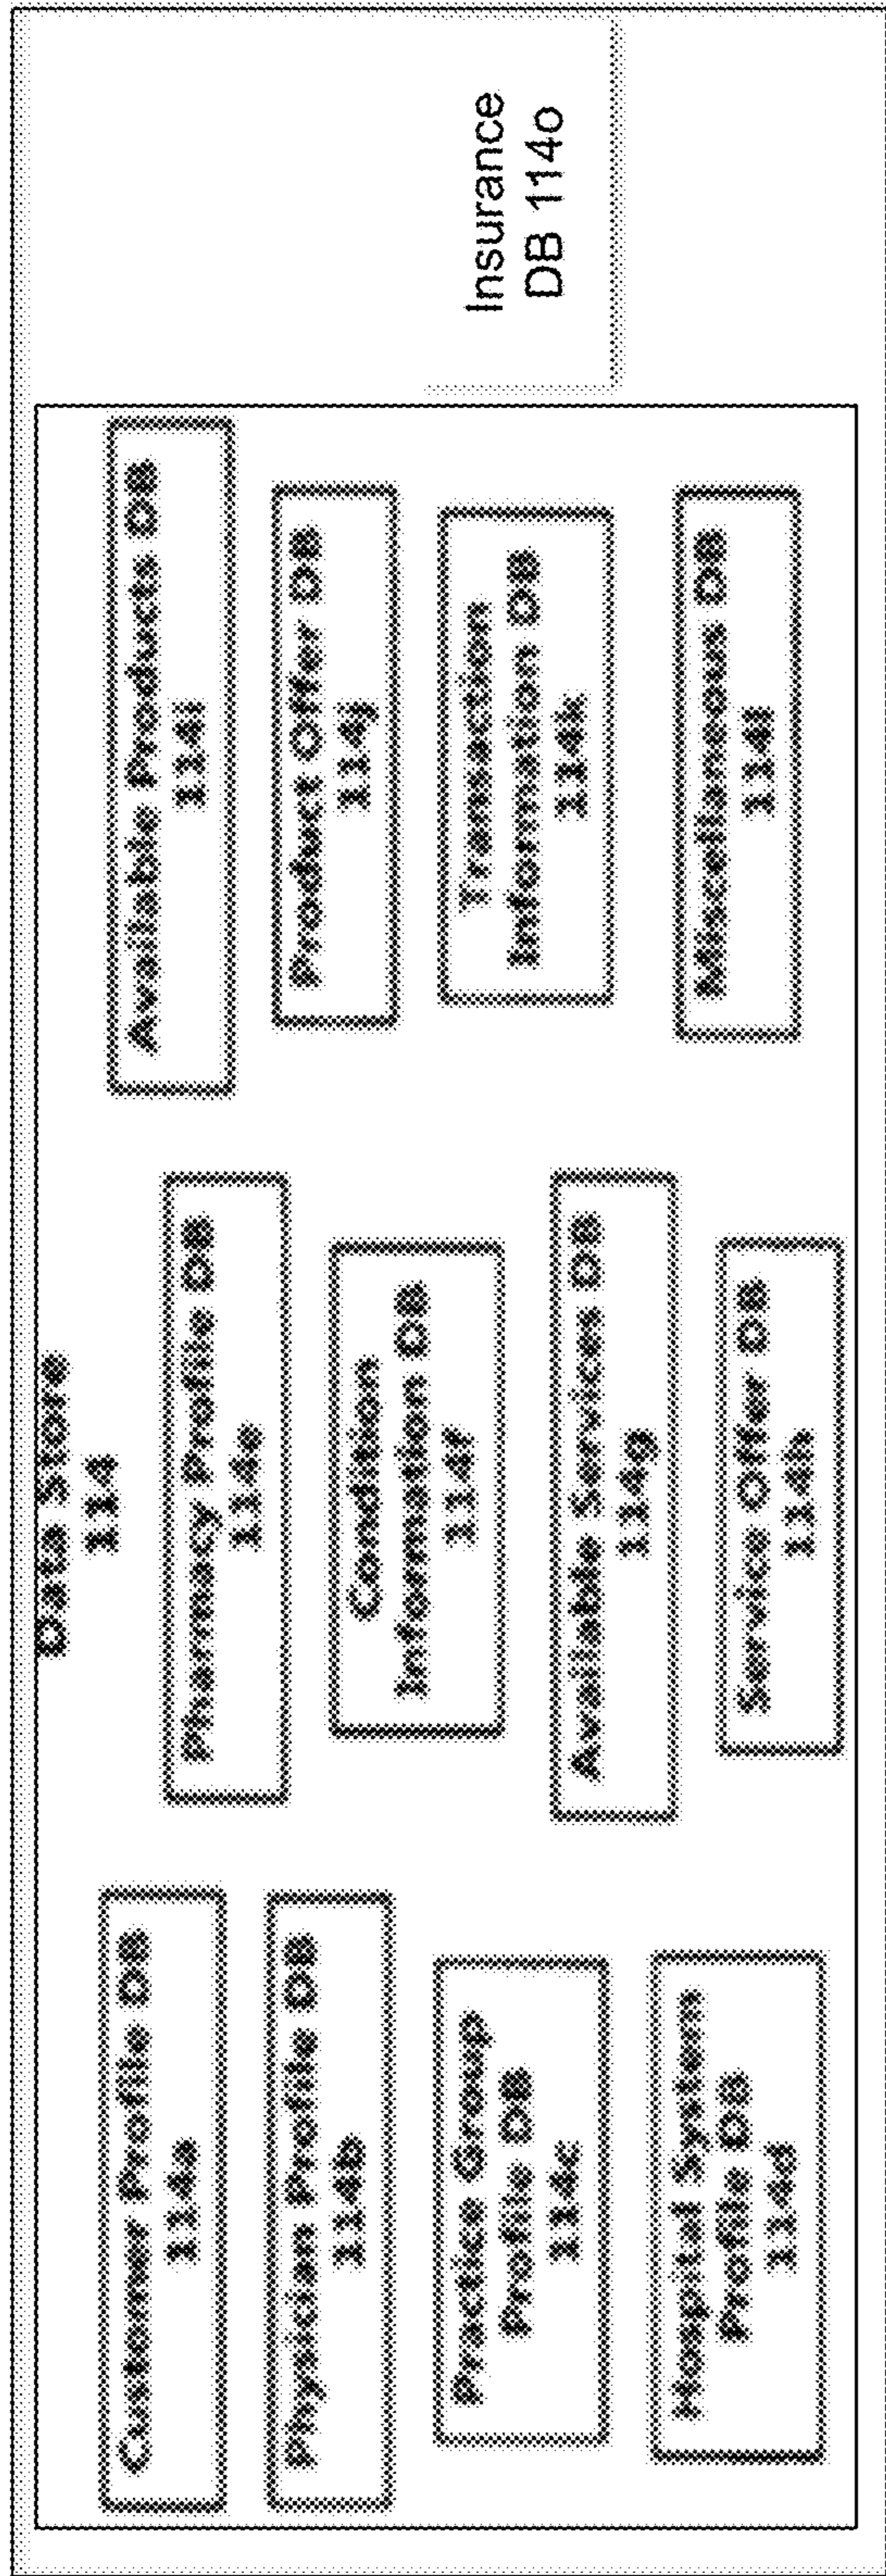 Data Store
114
Customer Profile DB
114a
Physician Profile DB
114b
Practice Group
Profile DB
114c
Hospital System
Profile DB
114d
Pharmacy Profile DB
114e
Condition
Information DB
114f
Available Services DB
114g
Service Offer DB
114h
Available Products DB
114i
Product Offer DB
114j
Transaction
Information DB
114k
Miscellaneous DB
114l
Insurance
DB 114o